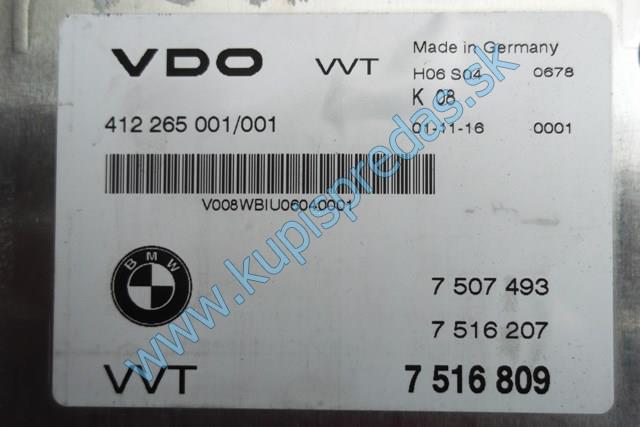 VDO VVT Made in Germany
H06 S04 0678
K 08
412 265 001/001 01-11-16 0001
V008WBIU06040001
BMW
7 507 493
7 516 207
VVT 7 516 809
www.kupispredas.sk